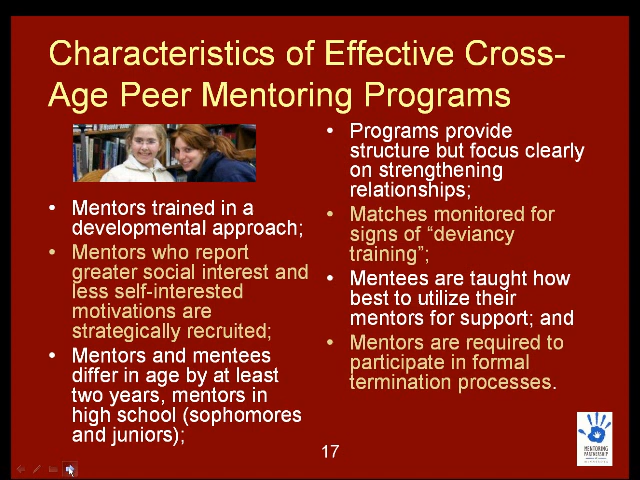 Characteristics of Effective Cross-
Age Peer Mentoring Programs
• Mentors trained in a
developmental approach;
• Mentors who report
greater social interest and
less self-interested
motivations are
strategically recruited;
• Mentors and mentees
differ in age by at least
two years, mentors in
high school (sophomores
and juniors);
• Programs provide
structure but focus clearly
on strengthening
relationships;
• Matches monitored for
signs of “deviancy
training”;
• Mentees are taught how
best to utilize their
mentors for support; and
• Mentors are required to
participate in formal
termination processes.
17
MENTORING
PARTNERSHIP